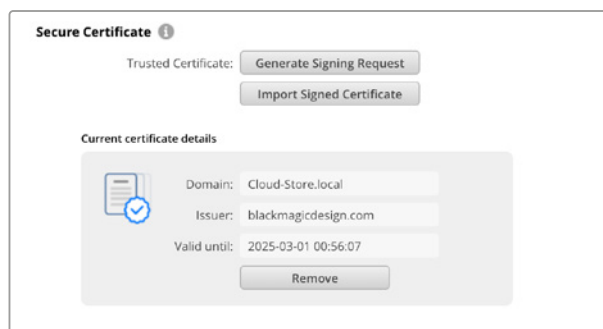 Secure Certificate i
Trusted Certificate: Generate Signing Request
Import Signed Certificate
Current certificate details
Domain: Cloud-Store.local
Issuer: blackmagicdesign.com
Valid until: 2025-03-01 00:56:07
Remove